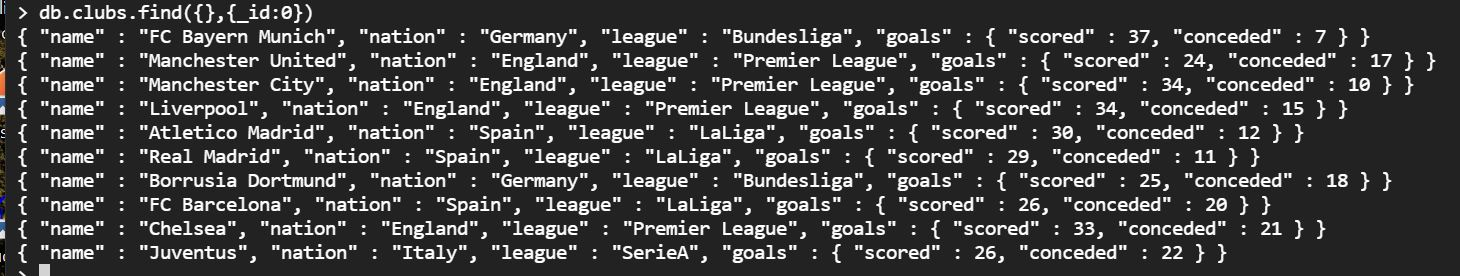 > db.clubs.find({},{_id:0})
{ "name" : "FC Bayern Munich", "nation" : "Germany", "league" : "Bundesliga", "goals" : { "scored" : 37, "conceded" : 7 } }
{ "name" : "Manchester United", "nation" : "England", "league" : "Premier League", "goals" : { "scored" : 24, "conceded" : 17 } }
{ "name" : "Manchester City", "nation" : "England", "league" : "Premier League", "goals" : { "scored" : 34, "conceded" : 10 } }
{ "name" : "Liverpool", "nation" : "England", "league" : "Premier League", "goals" : { "scored" : 34, "conceded" : 15 } }
{ "name" : "Atletico Madrid", "nation" : "Spain", "league" : "LaLiga", "goals" : { "scored" : 30, "conceded" : 12 } }
{ "name" : "Real Madrid", "nation" : "Spain", "league" : "LaLiga", "goals" : { "scored" : 29, "conceded" : 11 } }
{ "name" : "Borrusia Dortmund", "nation" : "Germany", "league" : "Bundesliga", "goals" : { "scored" : 25, "conceded" : 18 } }
{ "name" : "FC Barcelona", "nation" : "Spain", "league" : "LaLiga", "goals" : { "scored" : 26, "conceded" : 20 } }
{ "name" : "Chelsea", "nation" : "England", "league" : "Premier League", "goals" : { "scored" : 33, "conceded" : 21 } }
{ "name" : "Juventus", "nation" : "Italy", "league" : "SerieA", "goals" : { "scored" : 26, "conceded" : 22 } }
>